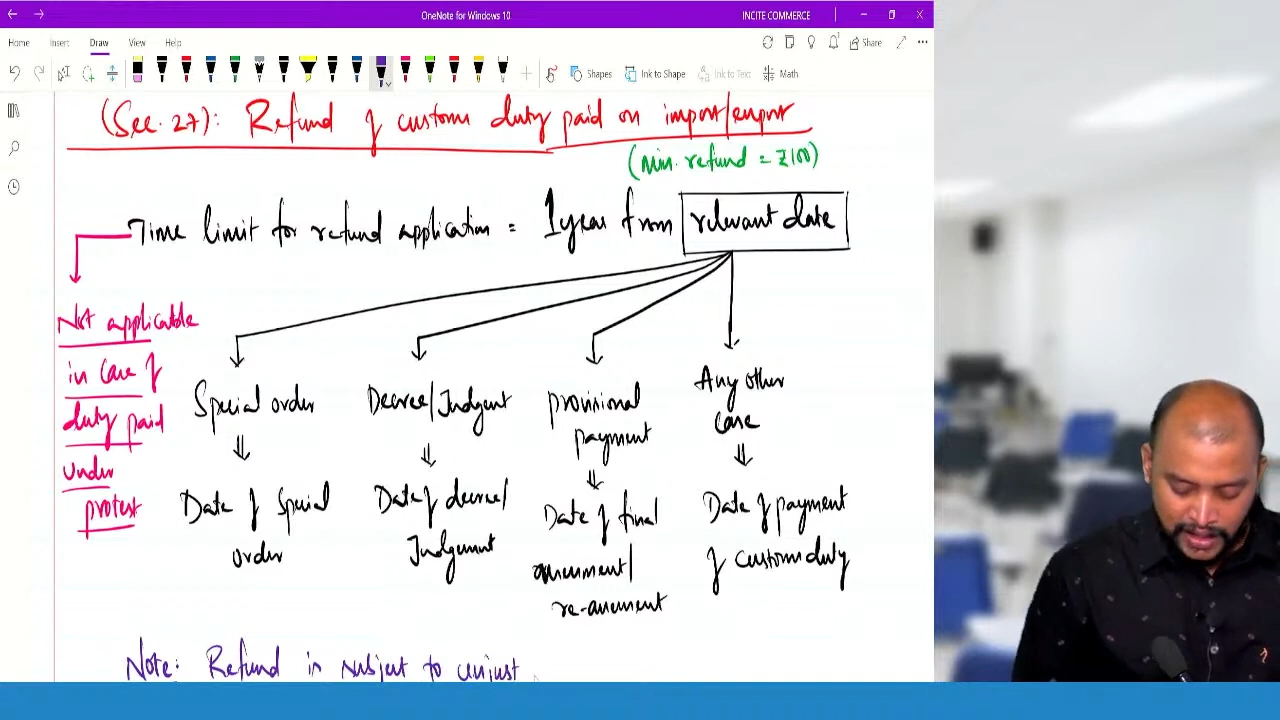 OneNote for Windows 10
INCITE COMMERCE
Home Insert Draw View Help
Share
Shapes Ink to Shape Ink to Text Math
(Sec. 27): Refund of custom duty paid on import/export
(min. refund = ₹100)
Time limit for refund application = 1 year from relevant date
Not applicable
in case of
duty paid
under
protest
Special order
Decree/Judgment
provisional
payment
Any other
case
Date of special
order
Date of decree/
Judgement
Date of final
assessment/
re-assessment
Date of payment
of custom duty
Note: Refund is subject to unjust